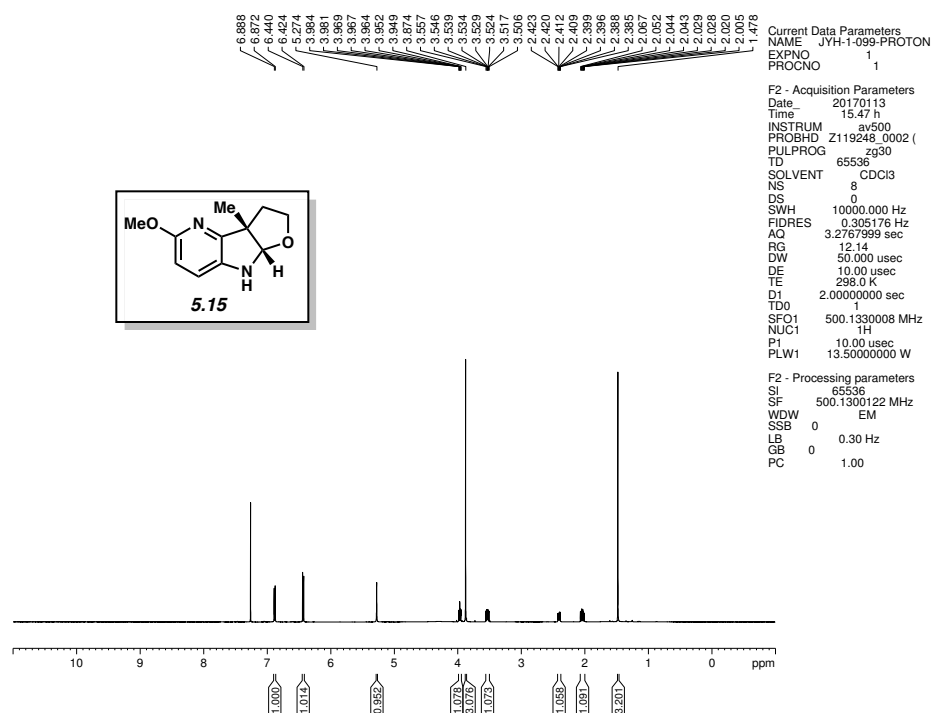 6.888
6.872
6.440
6.424
5.274
3.984
3.981
3.969
3.967
3.964
3.952
3.949
3.874
3.557
3.546
3.539
3.534
3.529
3.524
3.517
3.506
2.423
2.420
2.412
2.409
2.399
2.396
2.388
2.385
2.067
2.052
2.044
2.043
2.029
2.028
2.020
2.005
1.478
Current Data Parameters
NAME JYH-1-099-PROTON
EXPNO 1
PROCNO 1
F2 - Acquisition Parameters
Date_ 20170113
Time 15.47 h
INSTRUM av500
PROBHD Z119248_0002 (
PULPROG zg30
TD 65536
SOLVENT CDCl3
NS 8
DS 0
SWH 10000.000 Hz
FIDRES 0.305176 Hz
AQ 3.2767999 sec
RG 12.14
DW 50.000 usec
DE 10.00 usec
TE 298.0 K
D1 2.00000000 sec
TD0 1
SFO1 500.1330008 MHz
NUC1 1H
P1 10.00 usec
PLW1 13.50000000 W
F2 - Processing parameters
SI 65536
SF 500.1300122 MHz
WDW EM
SSB 0
LB 0.30 Hz
GB 0
PC 1.00
Me
MeO N
O
N H
H
5.15
10 9 8 7 6 5 4 3 2 1 0 ppm
1.000
1.014
0.952
1.078
3.076
1.073
1.058
1.091
3.201